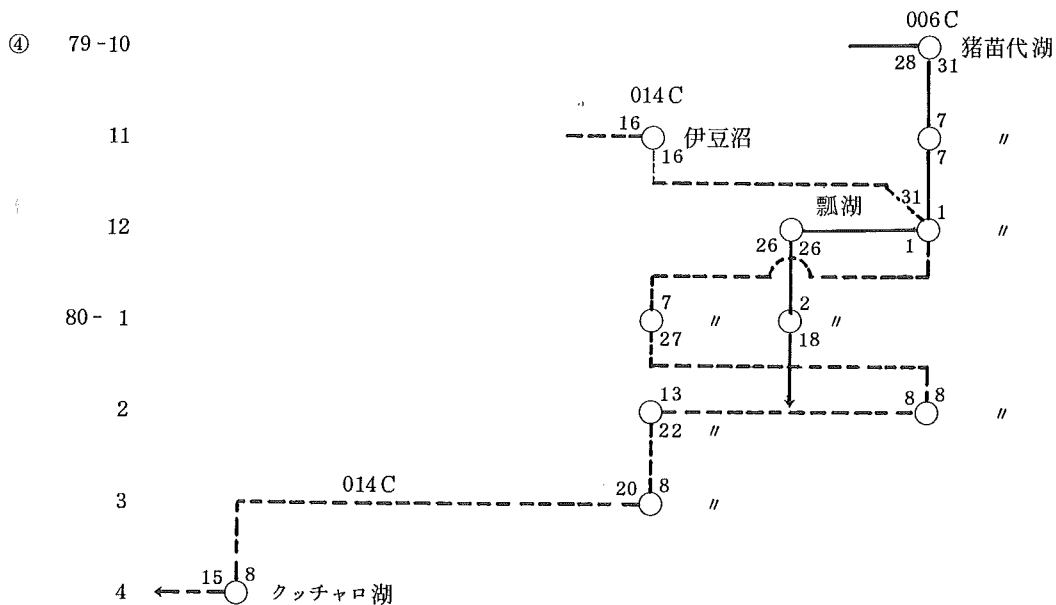 006C
④ 79-10 28 31 猪苗代湖
014C
11 16 伊豆沼 16 7 7 〃
31
瓢湖
12 26 26 1 1 〃
80-1 7 27 〃 2 18 〃
2 13 22 〃 8 8 〃
014C
3 20 8 〃
4 15 8 クッチャロ湖